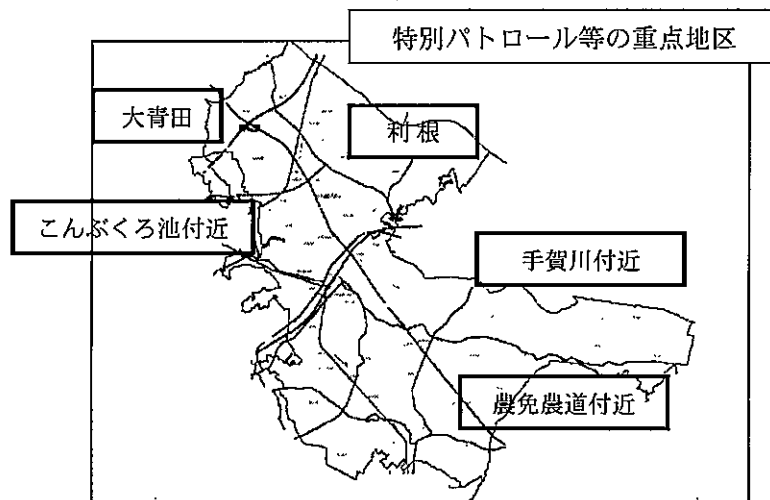 特別パトロール等の重点地区
大青田
利根
こんぶくろ池付近
手賀川付近
農免農道付近